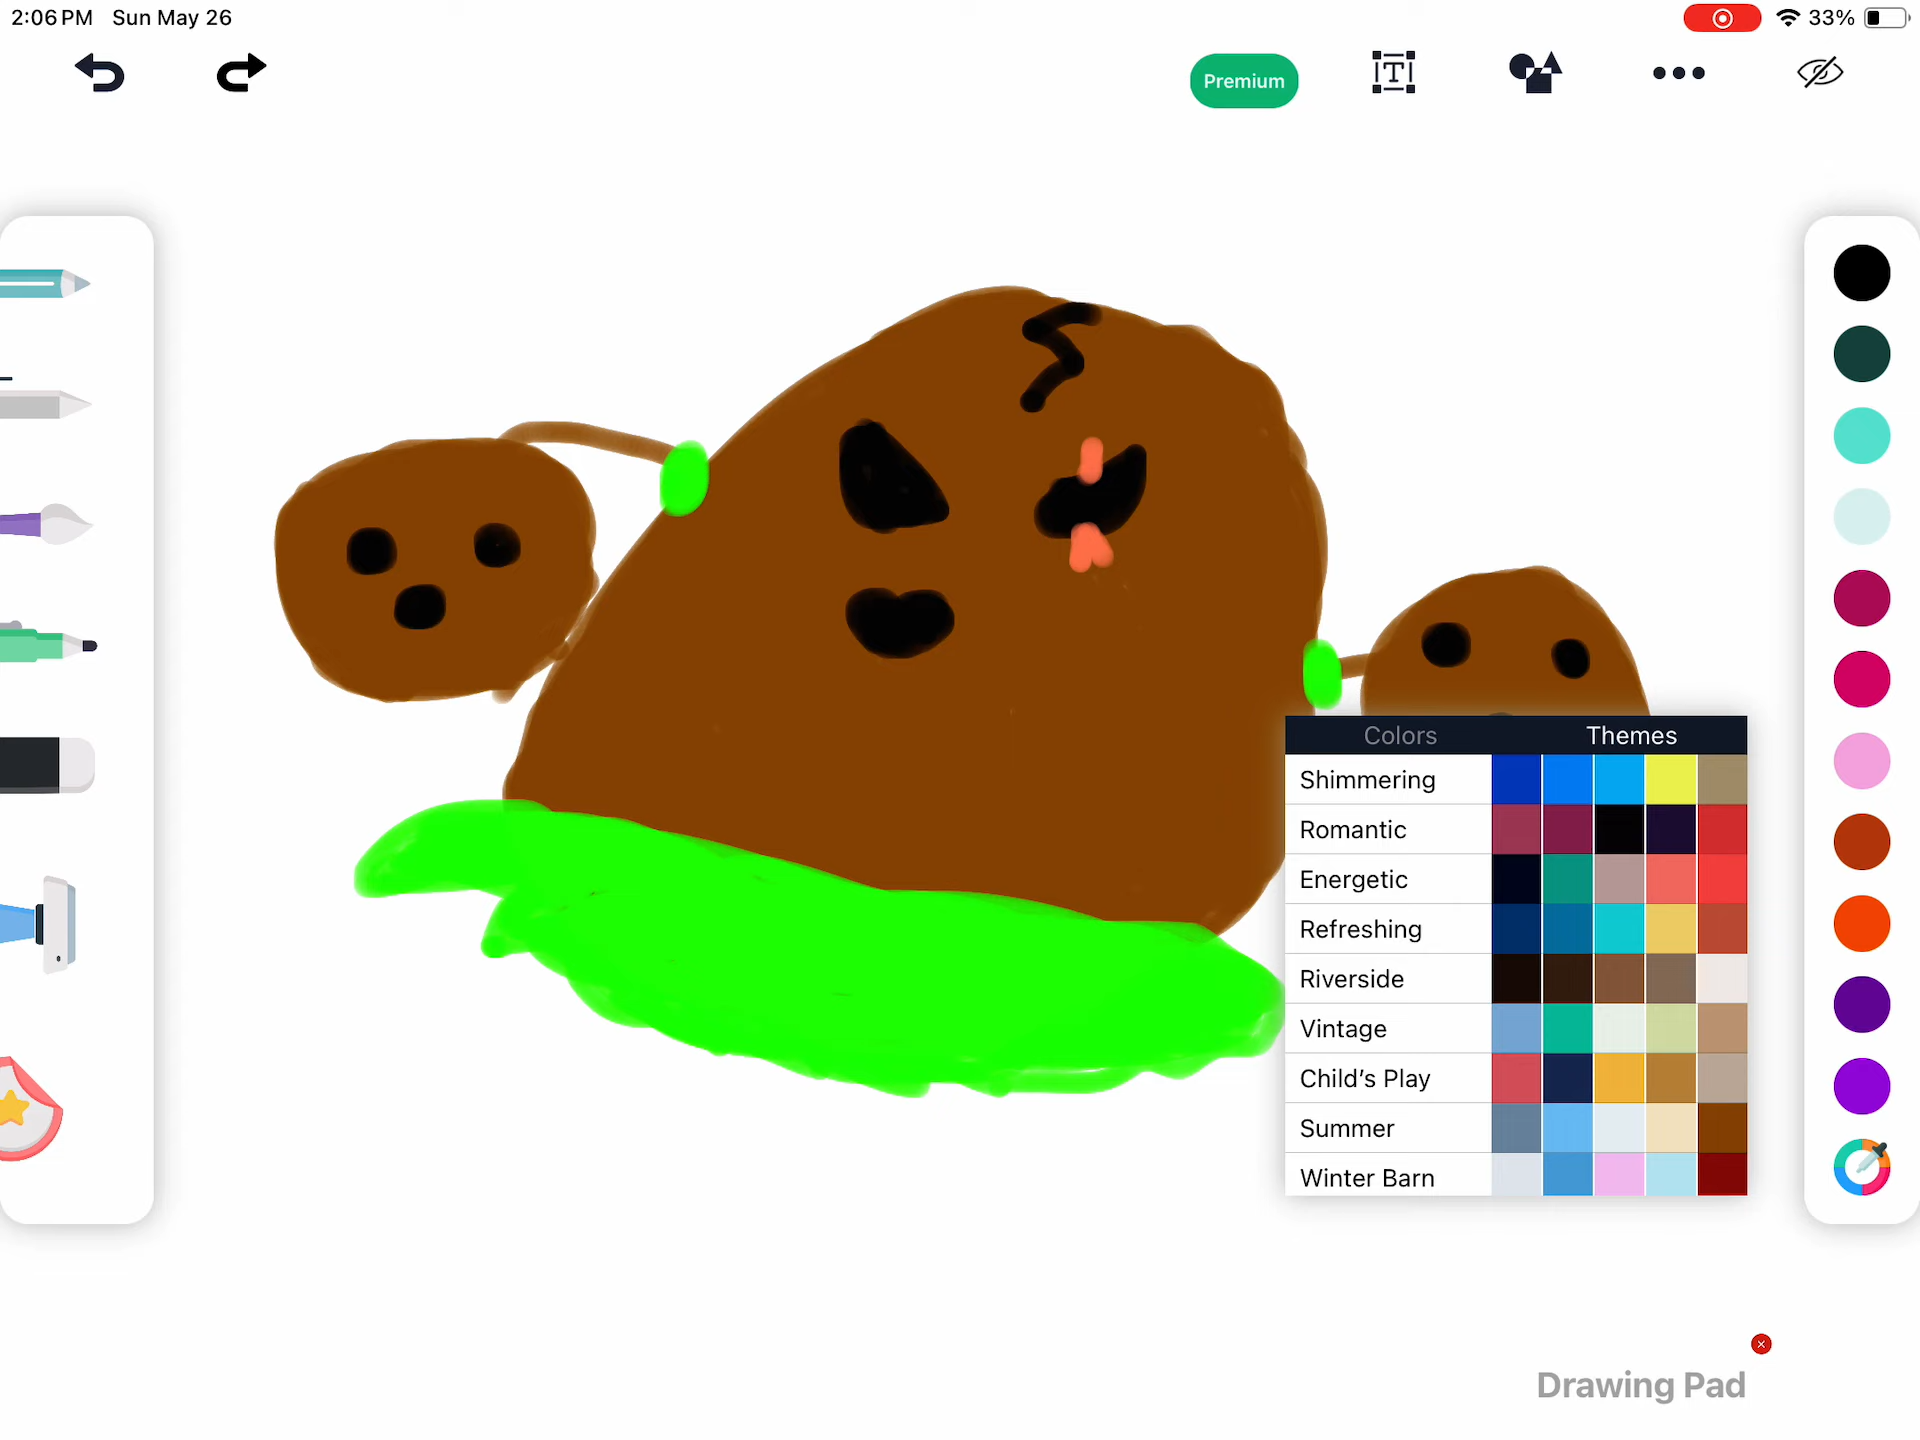 2:06 PM Sun May 26
33%
Premium
T
Colors Themes
Shimmering
Romantic
Energetic
Refreshing
Riverside
Vintage
Child’s Play
Summer
Winter Barn
Drawing Pad